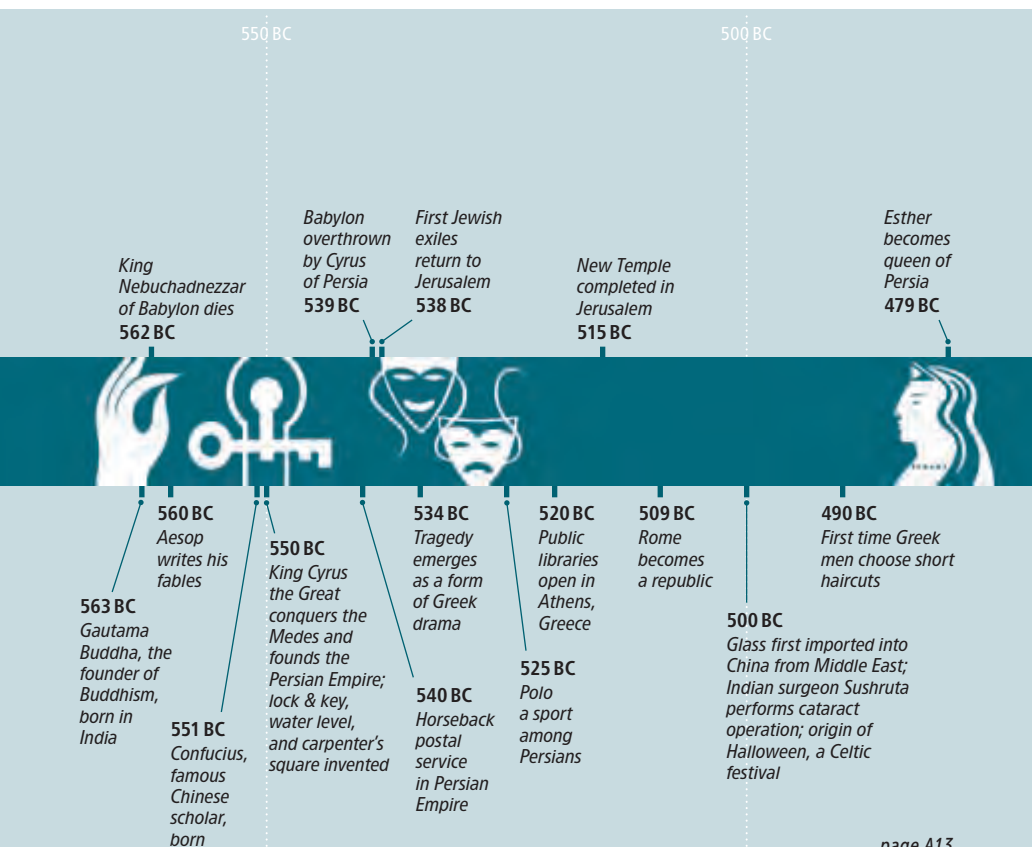 550 BC
500 BC
King
Nebuchadnezzar
of Babylon dies
562 BC
Babylon
overthrown
by Cyrus
of Persia
539 BC
First Jewish
exiles
return to
Jerusalem
538 BC
New Temple
completed in
Jerusalem
515 BC
Esther
becomes
queen of
Persia
479 BC
563 BC
Gautama
Buddha, the
founder of
Buddhism,
born in
India
560 BC
Aesop
writes his
fables
551 BC
Confucius,
famous
Chinese
scholar,
born
550 BC
King Cyrus
the Great
conquers the
Medes and
founds the
Persian Empire;
lock & key,
water level,
and carpenter's
square invented
540 BC
Horseback
postal
service
in Persian
Empire
534 BC
Tragedy
emerges
as a form
of Greek
drama
525 BC
Polo
a sport
among
Persians
520 BC
Public
libraries
open in
Athens,
Greece
509 BC
Rome
becomes
a republic
500 BC
Glass first imported into
China from Middle East;
Indian surgeon Sushruta
performs cataract
operation; origin of
Halloween, a Celtic
festival
490 BC
First time Greek
men choose short
haircuts
page A13